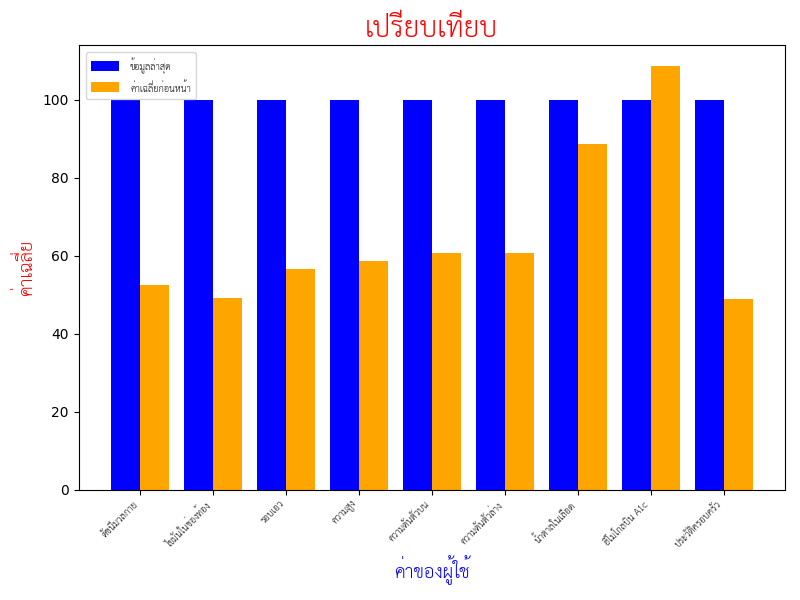 เปรียบเทียบ
ข้อมูลล่าสุด
ค่าเฉลี่ยก่อนหน้า
ค่าเฉลี่ย
100
80
60
40
20
0
ดัชนีมวลกาย
ไขมันในช่องท้อง
รอบเอว
ความสูง
ความดันตัวบน
ความดันตัวล่าง
น้ำตาลในเลือด
ฮีโมโกลบิน A1c
ประวัติครอบครัว
ค่าของผู้ใช้